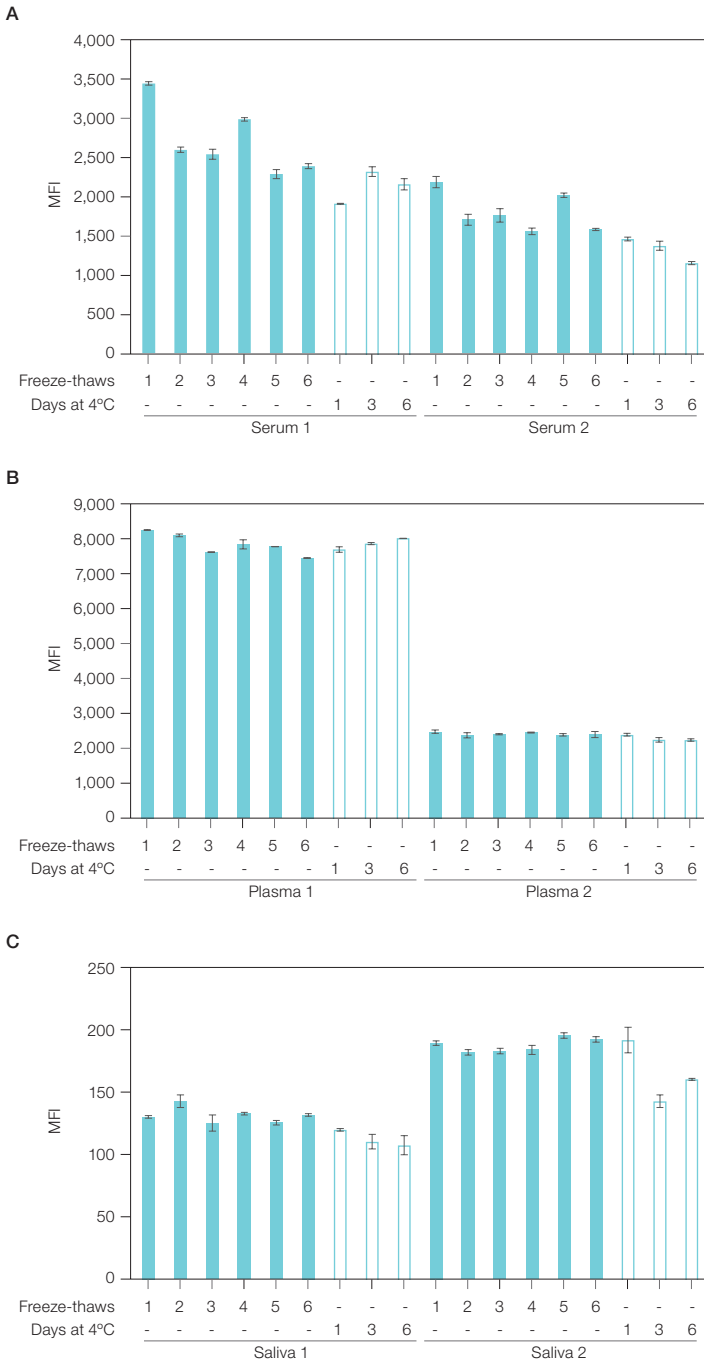 A
4,000
3,500
3,000
2,500
2,000
1,500
1,000
500
0
MFI
Freeze-thaws 1 2 3 4 5 6 - - - 1 2 3 4 5 6 - - -
Days at 4ºC - - - - - - 1 3 6 - - - - - - 1 3 6
Serum 1 Serum 2
B
9,000
8,000
7,000
6,000
5,000
4,000
3,000
2,000
1,000
0
MFI
Freeze-thaws 1 2 3 4 5 6 - - - 1 2 3 4 5 6 - - -
Days at 4ºC - - - - - - 1 3 6 - - - - - - 1 3 6
Plasma 1 Plasma 2
C
250
200
150
100
50
0
MFI
Freeze-thaws 1 2 3 4 5 6 - - - 1 2 3 4 5 6 - - -
Days at 4ºC - - - - - - 1 3 6 - - - - - - 1 3 6
Saliva 1 Saliva 2